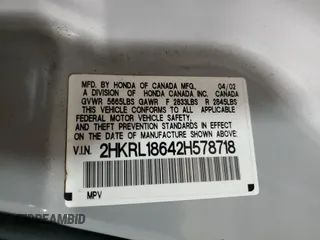 MFD. BY HONDA OF CANADA MFG., 04/02
A DIVISION OF HONDA CANADA INC. CANADA
GVWR 5665LBS GAWR F 2833LBS R 2845LBS
THIS VEHICLE CONFORMS TO ALL APPLICABLE
FEDERAL MOTOR VEHICLE SAFETY,
AND THEFT PREVENTION STANDARDS IN EFFECT
ON THE DATE OF MANUFACTURE SHOWN ABOVE.
V.I.N. 2HKRL18642H578718
MPV
DREAMBID